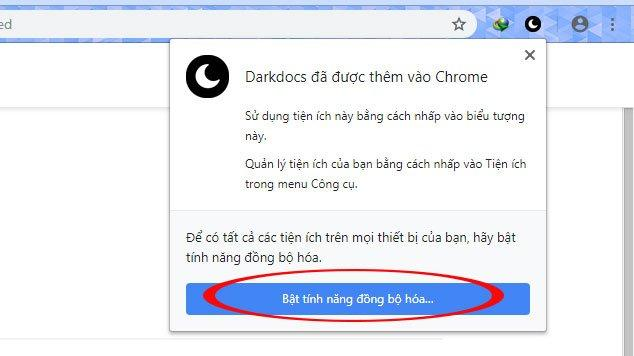 ed
Darkdocs đã được thêm vào Chrome
Sử dụng tiện ích này bằng cách nhấp vào biểu tượng
này.
Quản lý tiện ích của bạn bằng cách nhấp vào Tiện ích
trong menu Công cụ.
Để có tất cả các tiện ích trên mọi thiết bị của bạn, hãy bật
tính năng đồng bộ hóa.
Bật tính năng đồng bộ hóa...